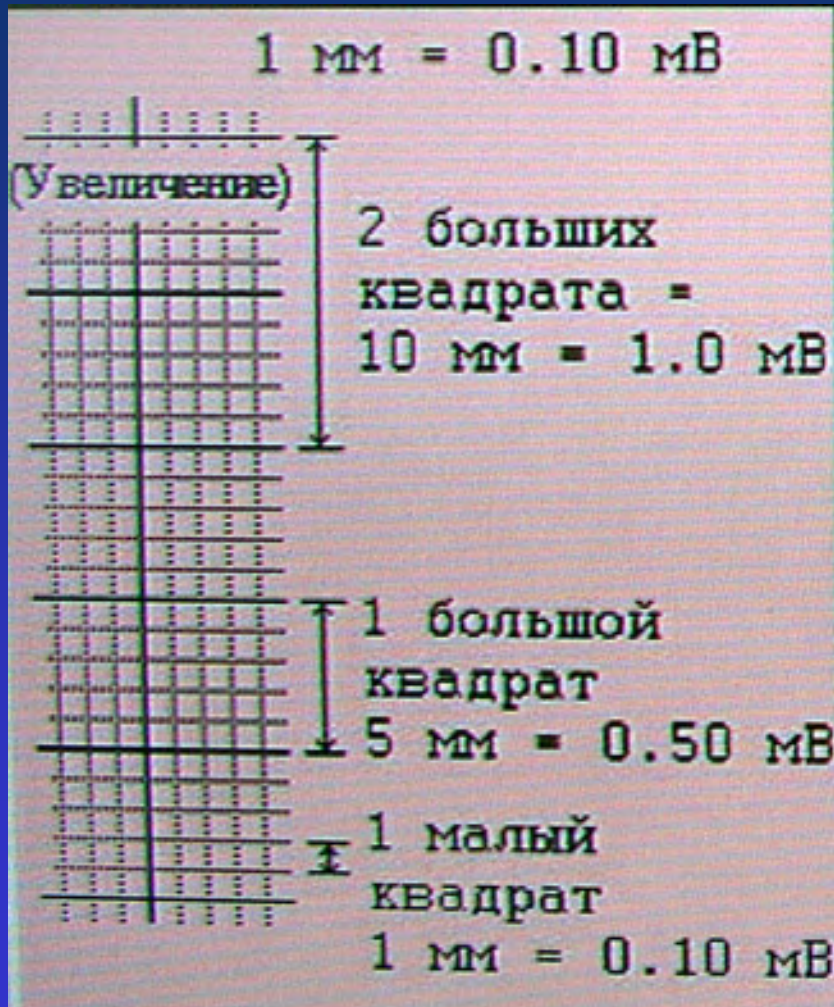 1 мм = 0.10 мВ
(Увеличение)
2 больших
квадрата =
10 мм = 1.0 мВ
1 большой
квадрат
5 мм = 0.50 мВ
1 малый
квадрат
1 мм = 0.10 мВ